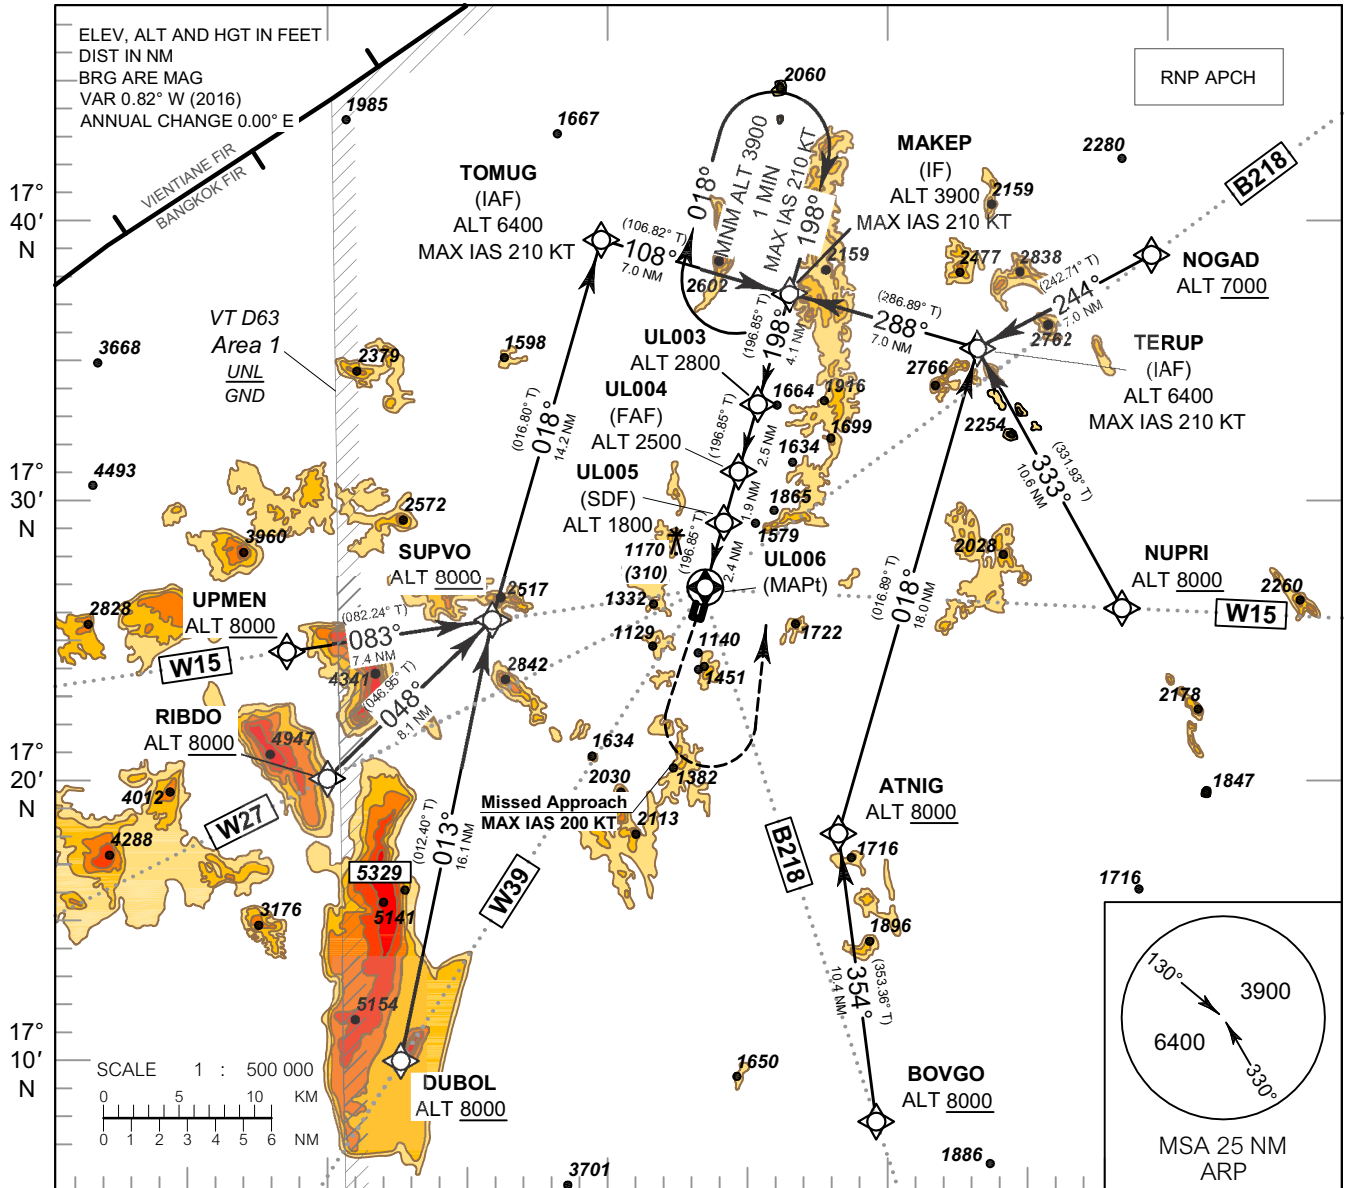 ELEV, ALT AND HGT IN FEET
DIST IN NM
BRG ARE MAG
VAR 0.82° W (2016)
ANNUAL CHANGE 0.00° E
VIENTIANE FIR
BANGKOK FIR
RNP APCH
1985
1667
2060
2280
B218
TOMUG
(IAF)
ALT 6400
MAX IAS 210 KT
018°
MNM ALT 3900
1 MIN
MAX IAS 210 KT
198°
MAKEP
(IF)
ALT 3900
MAX IAS 210 KT
2159
17°
40'
N
(106.82° T)
108°
7.0 NM
2602
2159
2477
2838
(242.71° T)
244°
7.0 NM
NOGAD
ALT 7000
(286.89° T)
288°
7.0 NM
2762
VT D63
Area 1
UNL
GND
3668
2379
1598
UL003
ALT 2800
(196.85° T)
198°
4.1 NM
TERUP
(IAF)
ALT 6400
MAX IAS 210 KT
2766
2254
UL004
(FAF)
ALT 2500
1664
1916
1699
(016.80° T)
018°
14.2 NM
(196.85° T)
2.5 NM
1634
(331.93° T)
333°
10.6 NM
17°
30'
N
4493
2572
3960
UL005
(SDF)
ALT 1800
1865
1579
1.9 NM
1170
(310)
(196.85° T)
2.4 NM
UL006
(MAPt)
2028
SUPVO
ALT 8000
2517
1332
NUPRI
ALT 8000
2260
W15
2828
UPMEN
ALT 8000
(082.24° T)
083°
7.4 NM
W15
4341
1129
1140
1451
1722
(016.89° T)
018°
18.0 NM
2842
(046.95° T)
048°
8.1 NM
RIBDO
ALT 8000
4947
2178
17°
20'
N
1634
2030
1382
Missed Approach
MAX IAS 200 KT
2113
1847
4012
4288
W27
ATNIG
ALT 8000
B218
1716
1716
(012.40° T)
013°
16.1 NM
W39
5329
5141
3176
1896
(353.36° T)
354°
10.4 NM
5154
17°
10'
N
SCALE 1 : 500 000
0 5 10 KM
0 1 2 3 4 5 6 NM
DUBOL
ALT 8000
1650
BOVGO
ALT 8000
1886
3701
130°
3900
6400
330°
MSA 25 NM
ARP